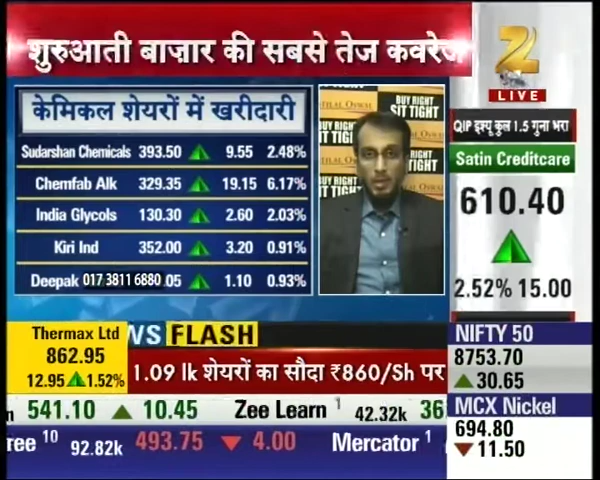 शुरुआती बाज़ार की सबसे तेज कवरेज
LIVE
केमिकल शेयरों में खरीदारी
Sudarshan Chemicals 393.50 9.55 2.48%
Chemfab Alk 329.35 19.15 6.17%
India Glycols 130.30 2.60 2.03%
Kiri Ind 352.00 3.20 0.91%
Deepak 017 3811 6880 .05 1.10 0.93%
BUY RIGHT
SIT TIGHT
QIP इश्यू कुल 1.5 गुना भरा
Satin Creditcare
610.40
2.52% 15.00
Thermax Ltd
862.95
12.95 1.52%
WS FLASH
1.09 lk शेयरों का सौदा ₹860/Sh पर
NIFTY 50
8753.70
30.65
MCX Nickel
694.80
11.50
541.10 10.45 Zee Learn 1 42.32k 36
ree 10 92.82k 493.75 4.00 Mercator 1